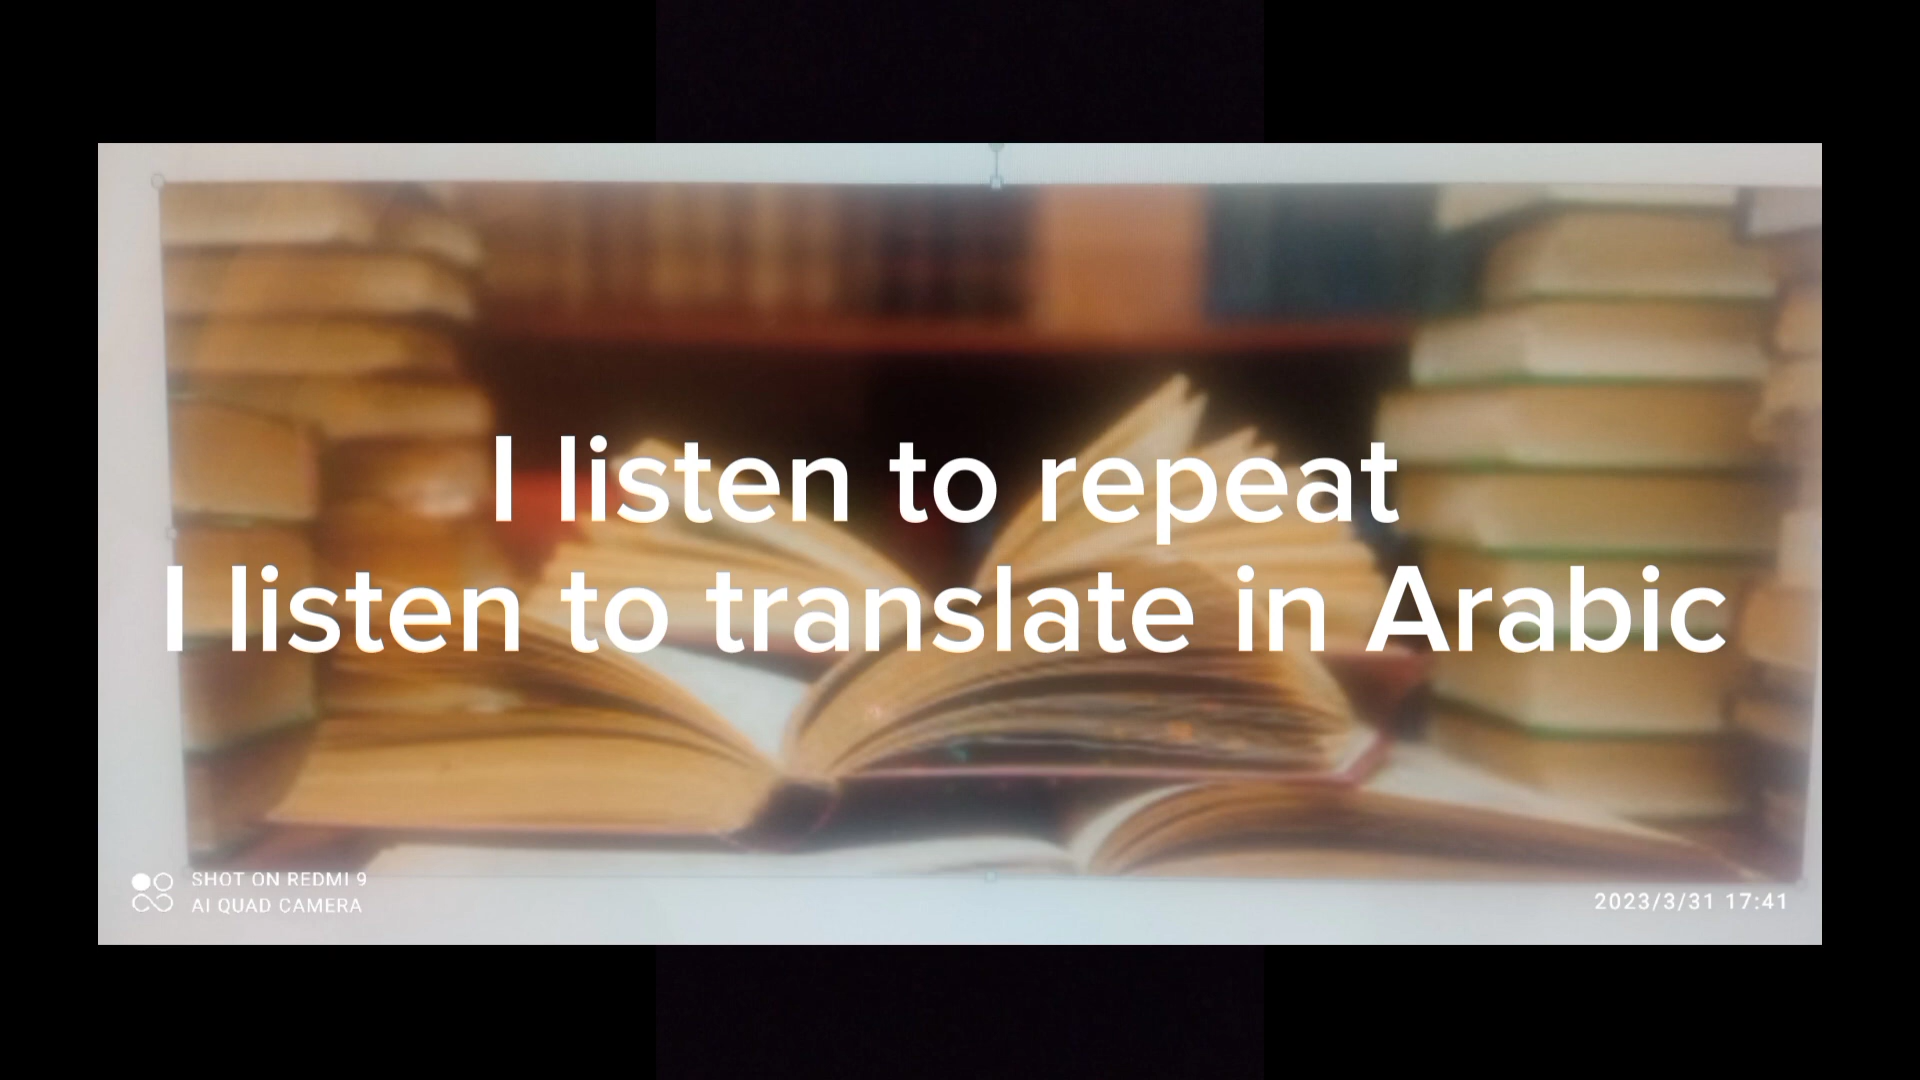 I listen to repeat
I listen to translate in Arabic
SHOT ON REDMI 9
AI QUAD CAMERA
2023/3/31 17:41